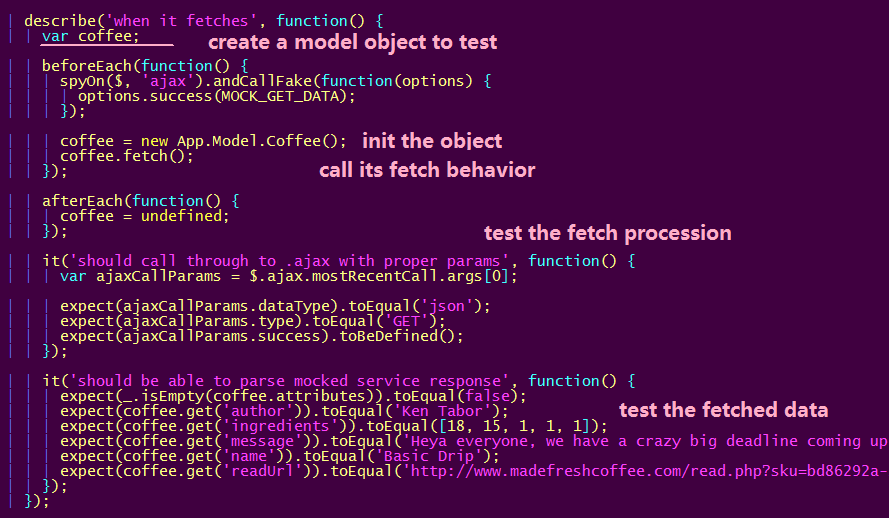 describe('when it fetches', function() {
var coffee;
create a model object to test
beforeEach(function() {
spyOn($, 'ajax').andCallFake(function(options) {
options.success(MOCK_GET_DATA);
});
coffee = new App.Model.Coffee(); init the object
coffee.fetch();
}); call its fetch behavior
afterEach(function() {
coffee = undefined;
});
test the fetch procession
it('should call through to .ajax with proper params', function() {
var ajaxCallParams = $.ajax.mostRecentCall.args[0];
expect(ajaxCallParams.dataType).toEqual('json');
expect(ajaxCallParams.type).toEqual('GET');
expect(ajaxCallParams.success).toBeDefined();
});
it('should be able to parse mocked service response', function() {
expect(_.isEmpty(coffee.attributes)).toEqual(false);
expect(coffee.get('author')).toEqual('Ken Tabor'); test the fetched data
expect(coffee.get('ingredients')).toEqual([18, 15, 1, 1, 1]);
expect(coffee.get('message')).toEqual('Heya everyone, we have a crazy big deadline coming up
expect(coffee.get('name')).toEqual('Basic Drip');
expect(coffee.get('readUrl')).toEqual('http://www.madefreshcoffee.com/read.php?sku=bd86292a-
});
});